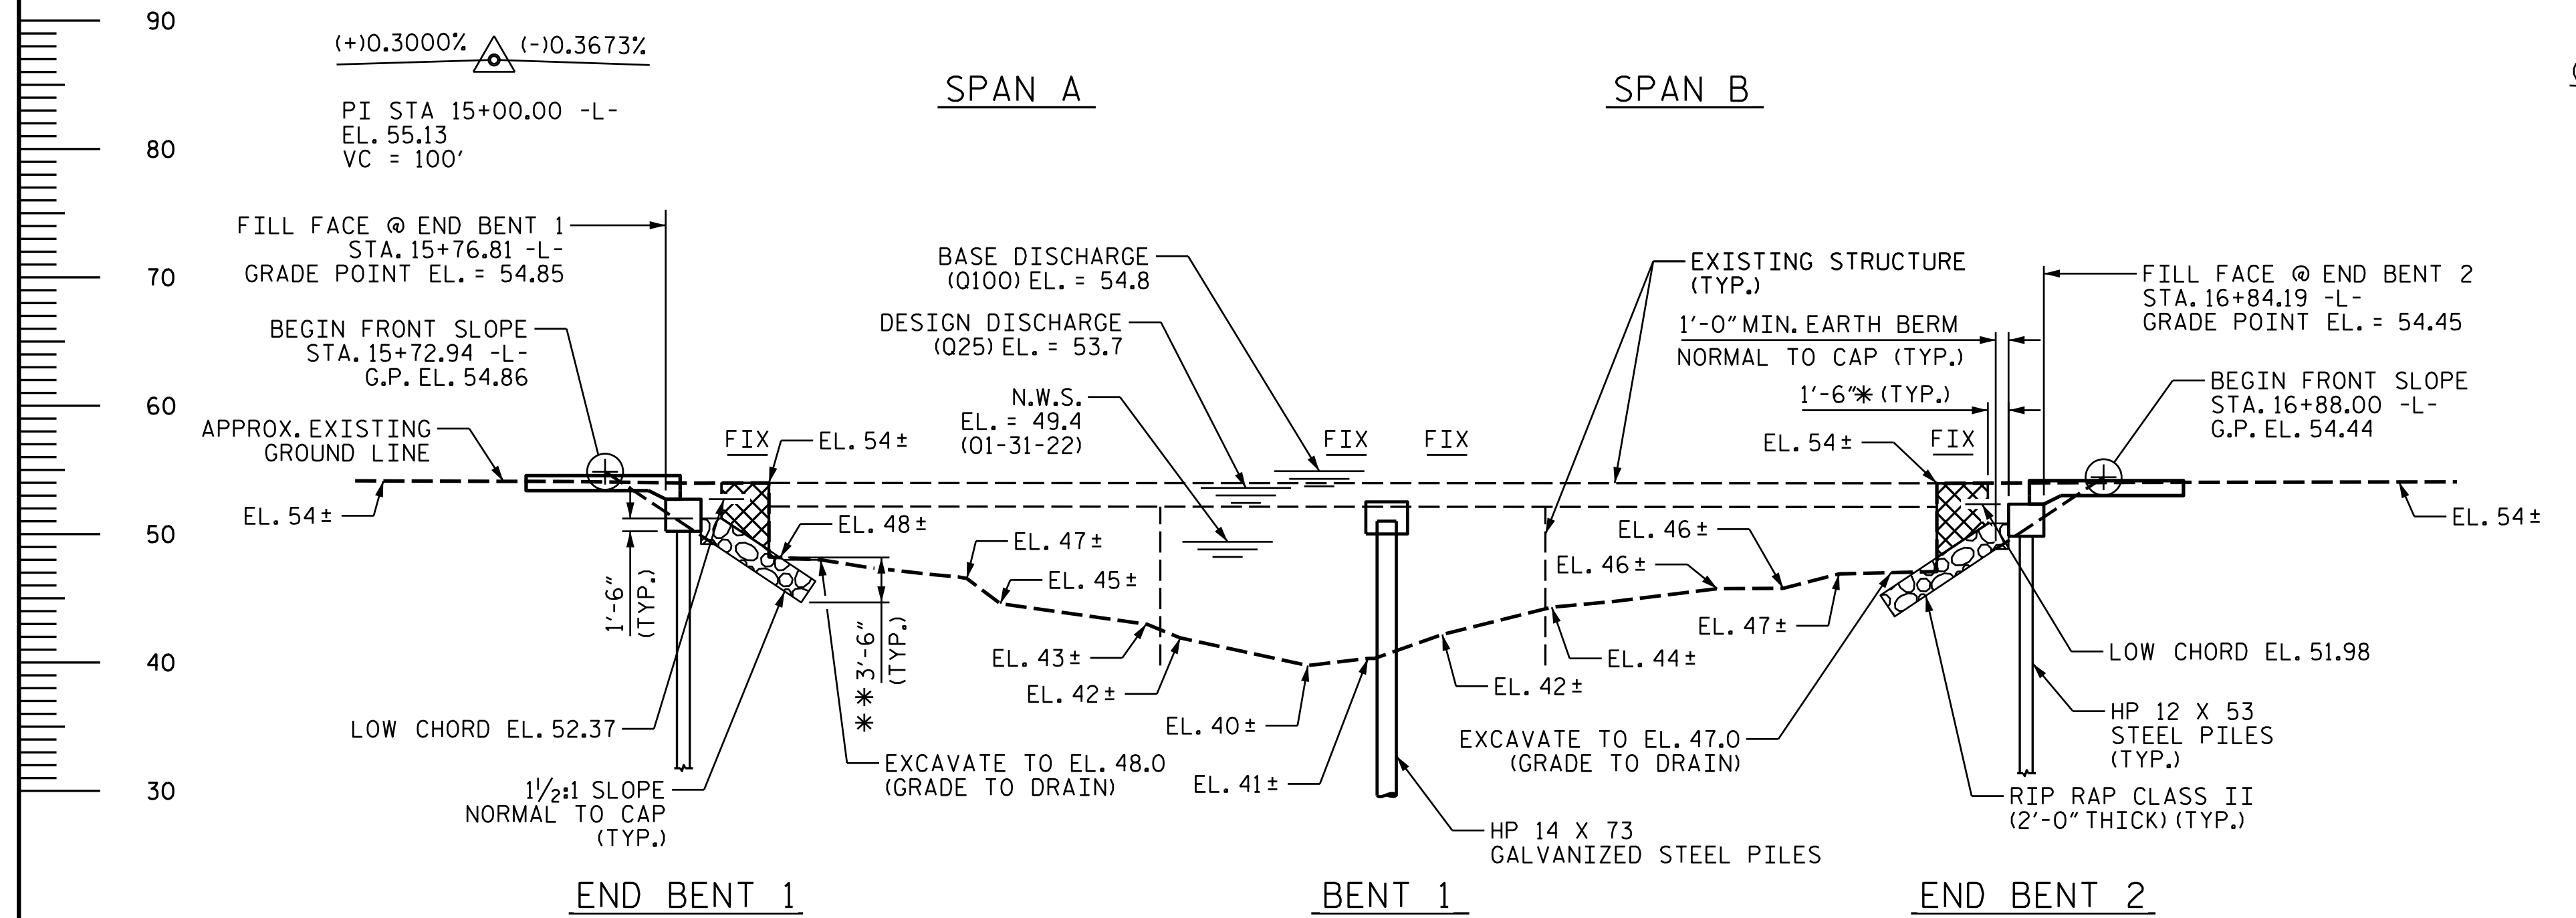 90
80
70
60
50
40
30
(+)0.3000% (-)0.3673%
PI STA 15+00.00 -L-
EL. 55.13
VC = 100'
SPAN A
SPAN B
FILL FACE @ END BENT 1
STA. 15+76.81 -L-
GRADE POINT EL. = 54.85
BEGIN FRONT SLOPE
STA. 15+72.94 -L-
G.P. EL. 54.86
APPROX. EXISTING
GROUND LINE
EL. 54±
1'-6"
(TYP.)
LOW CHORD EL. 52.37
1½:1 SLOPE
NORMAL TO CAP
(TYP.)
FIX
EL. 54±
EL. 48±
**3'-6"
(TYP.)
EXCAVATE TO EL. 48.0
(GRADE TO DRAIN)
BASE DISCHARGE
(Q100) EL. = 54.8
DESIGN DISCHARGE
(Q25) EL. = 53.7
N.W.S.
EL. = 49.4
(01-31-22)
EL. 47±
EL. 45±
EL. 43±
EL. 42±
EL. 40±
EL. 41±
FIX
FIX
HP 14 X 73
GALVANIZED STEEL PILES
EL. 42±
EL. 44±
EL. 46±
EL. 46±
EL. 47±
EXCAVATE TO EL. 47.0
(GRADE TO DRAIN)
EXISTING STRUCTURE
(TYP.)
1'-0" MIN. EARTH BERM
NORMAL TO CAP (TYP.)
1'-6"* (TYP.)
EL. 54±
FIX
FILL FACE @ END BENT 2
STA. 16+84.19 -L-
GRADE POINT EL. = 54.45
BEGIN FRONT SLOPE
STA. 16+88.00 -L-
G.P. EL. 54.44
EL. 54±
LOW CHORD EL. 51.98
HP 12 X 53
STEEL PILES
(TYP.)
RIP RAP CLASS II
(2'-0" THICK) (TYP.)
END BENT 1
BENT 1
END BENT 2